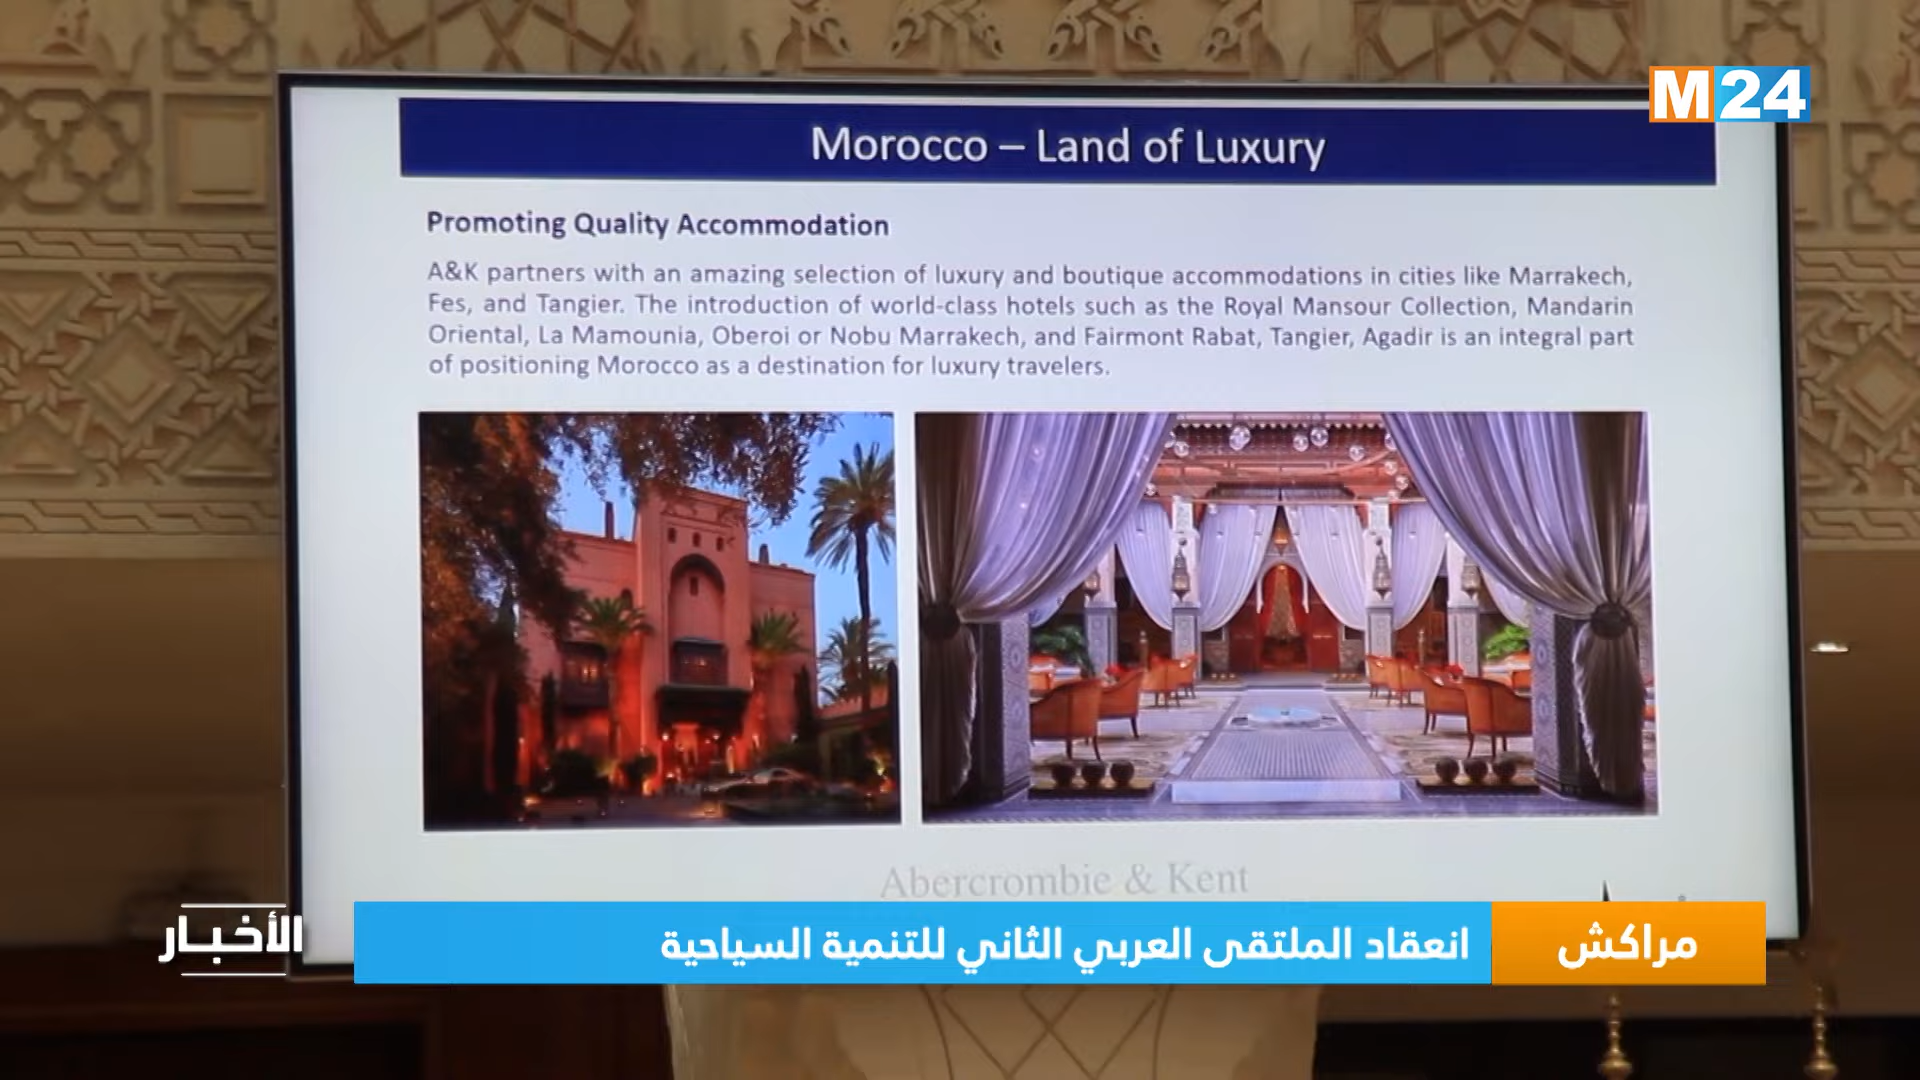 M24
Morocco – Land of Luxury
Promoting Quality Accommodation
A&K partners with an amazing selection of luxury and boutique accommodations in cities like Marrakech,
Fes, and Tangier. The introduction of world-class hotels such as the Royal Mansour Collection, Mandarin
Oriental, La Mamounia, Oberoi or Nobu Marrakech, and Fairmont Rabat, Tangier, Agadir is an integral part
of positioning Morocco as a destination for luxury travelers.
Abercrombie & Kent
مراكش
انعقاد الملتقى العربي الثاني للتنمية السياحية
الأخبار